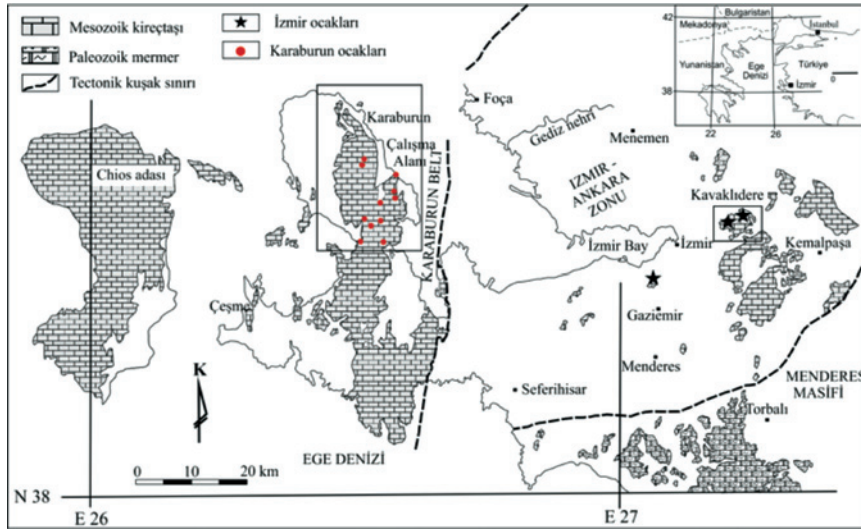 Mesozoik kireçtaşı
Paleozoik mermer
Tectonik kuşak sınırı
İzmir ocakları
Karaburun ocakları
42
Bulgaristan
Mekadonya
İstanbul
Yunanistan
Ege
Denizi
Türkiye
0
38
İzmir
22
26
Karaburun
Foça
Gediz nehri
Menemen
Çalışma
Alanı
Chios adası
IZMIR -
ANKARA
ZONU
Kavaklıdere
KARABURUN BELT
İzmir Bay
İzmir
Kemalpaşa
Çeşme
Gaziemir
K
Menderes
Seferihisar
MENDERES
MASİFİ
Torbalı
EGE DENİZİ
0 10 20 km
N 38
E 26
E 27